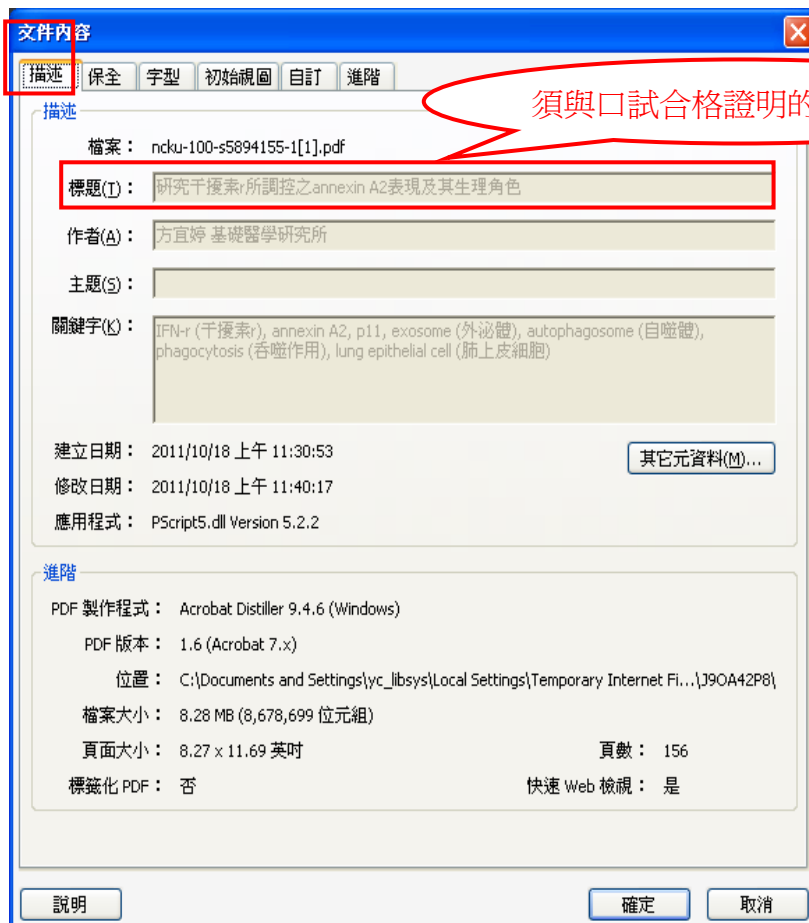 文件內容
描述 保全 字型 初始視圖 自訂 進階
須與口試合格證明的
描述
檔案： ncku-100-s5894155-1[1].pdf
標題(T)： 研究干擾素r所調控之annexin A2表現及其生理角色
作者(A)： 方宜婷 基礎醫學研究所
主題(S)：
關鍵字(K)： IFN-r (干擾素r), annexin A2, p11, exosome (外泌體), autophagosome (自噬體),
phagocytosis (吞噬作用), lung epithelial cell (肺上皮細胞)
建立日期： 2011/10/18 上午 11:30:53
其它元資料(M)...
修改日期： 2011/10/18 上午 11:40:17
應用程式： PScript5.dll Version 5.2.2
進階
PDF 製作程式： Acrobat Distiller 9.4.6 (Windows)
PDF 版本： 1.6 (Acrobat 7.x)
位置： C:\Documents and Settings\yc_libsys\Local Settings\Temporary Internet Fi...\J9OA42P8\
檔案大小： 8.28 MB (8,678,699 位元組)
頁面大小： 8.27 x 11.69 英吋 頁數： 156
標籤化 PDF： 否 快速 Web 檢視： 是
說明 確定 取消